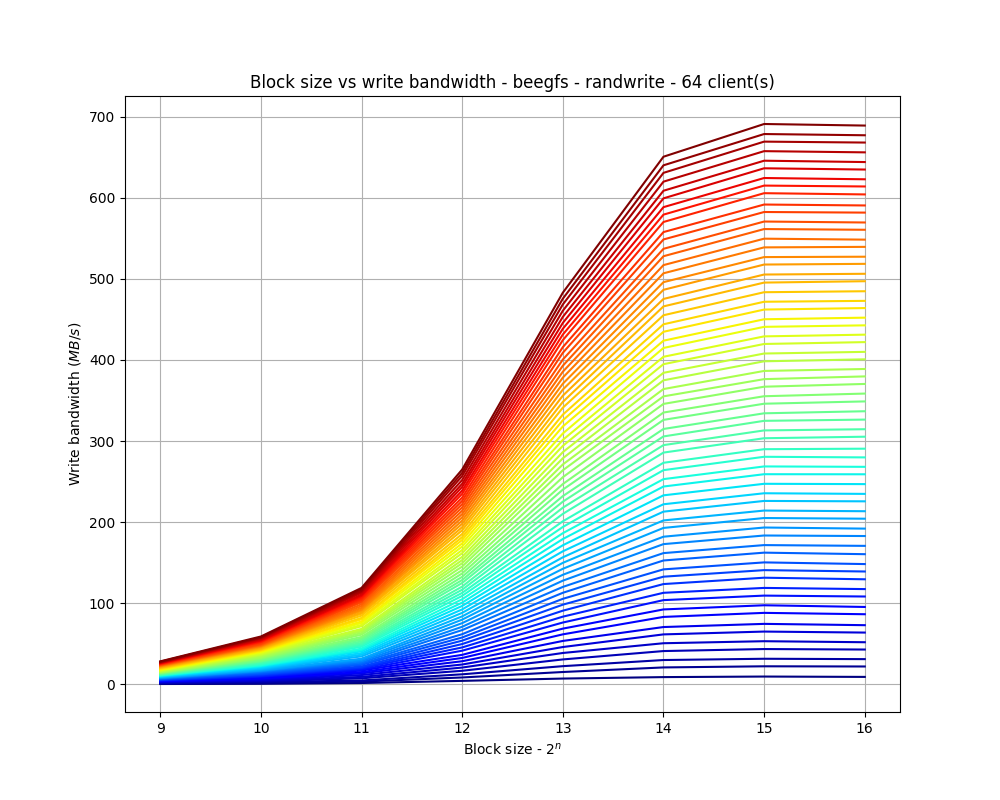 Block size vs write bandwidth - beegfs - randwrite - 64 client(s)
700
600
500
400
300
200
100
0
Write bandwidth (MB/s)
9 10 11 12 13 14 15 16
Block size - 2ⁿ